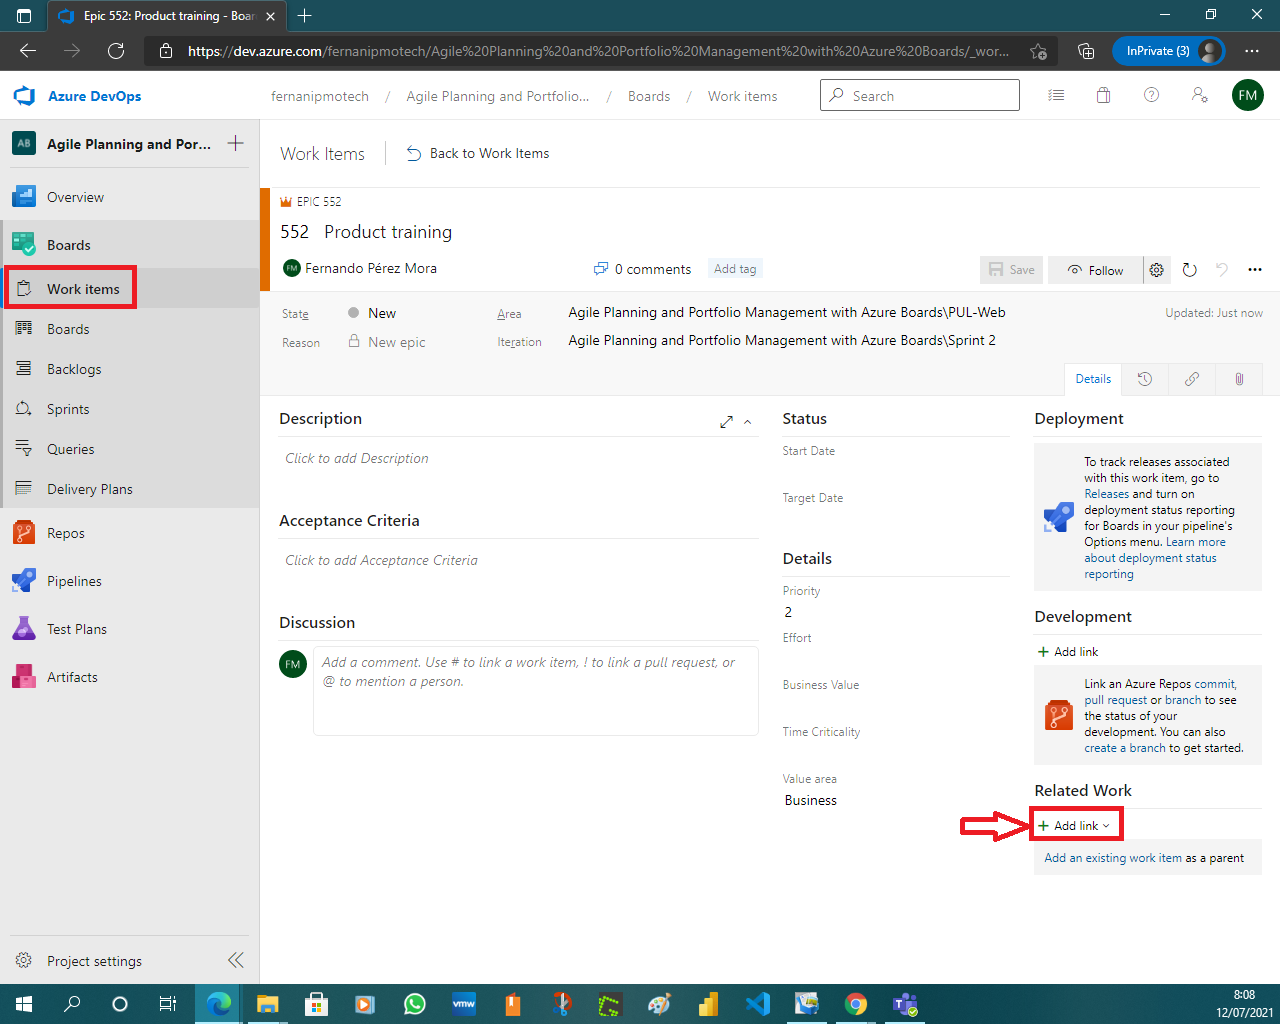 Epic 552: Product training - Boar
https://dev.azure.com/fernanipmotech/Agile%20Planning%20and%20Portfolio%20Management%20with%20Azure%20Boards/_wor...
InPrivate (3)
Azure DevOps
fernanipmotech / Agile Planning and Portfolio... / Boards / Work items
Search
FM
AB Agile Planning and Por...
Overview
Boards
Work items
Boards
Backlogs
Sprints
Queries
Delivery Plans
Repos
Pipelines
Test Plans
Artifacts
Project settings
Work Items
Back to Work Items
EPIC 552
552 Product training
FM Fernando Pérez Mora
0 comments
Add tag
Save
Follow
State New
Area Agile Planning and Portfolio Management with Azure Boards\PUL-Web
Updated: Just now
Reason New epic
Iteration Agile Planning and Portfolio Management with Azure Boards\Sprint 2
Details
Description
Click to add Description
Acceptance Criteria
Click to add Acceptance Criteria
Discussion
FM
Add a comment. Use # to link a work item, ! to link a pull request, or
@ to mention a person.
Status
Start Date
Target Date
Details
Priority
2
Effort
Business Value
Time Criticality
Value area
Business
Deployment
To track releases associated
with this work item, go to
Releases and turn on
deployment status reporting
for Boards in your pipeline's
Options menu. Learn more
about deployment status
reporting
Development
+ Add link
Link an Azure Repos commit,
pull request or branch to see
the status of your
development. You can also
create a branch to get started.
Related Work
+ Add link
Add an existing work item as a parent
vmw
8:08
12/07/2021